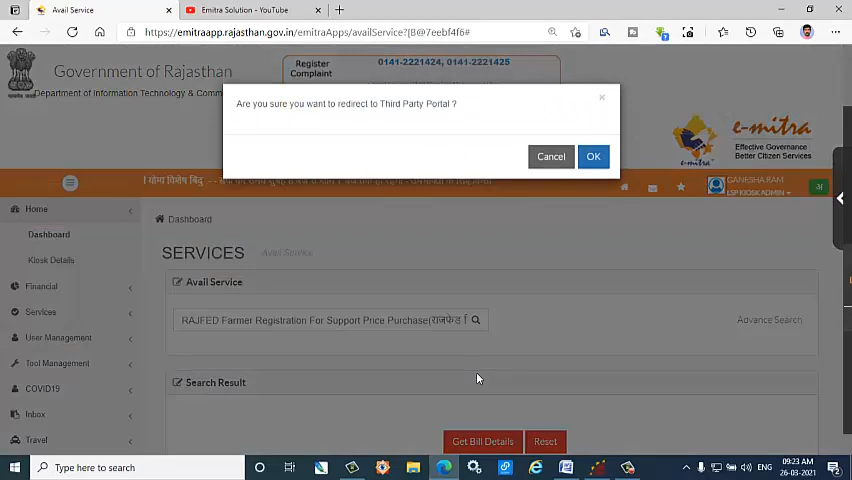 Avail Service
Emitra Solution - YouTube
https://emitraapp.rajasthan.gov.in/emitraApps/availService?[B@7eebf4f6#
Government of Rajasthan
Department of Information Technology & Comm
Register
Complaint
0141-2221424, 0141-2221425
Are you sure you want to redirect to Third Party Portal ?
×
Cancel
OK
e-mitra
Effective Governance
Better Citizen Services
योग्य विशेष बिंदु
GANESHA RAM
LSP KIOSK ADMIN
अ
Home
Dashboard
Kiosk Details
Financial
Services
User Management
Tool Management
COVID19
Inbox
Travel
Dashboard
SERVICES
Avail Service
Avail Service
RAJFED Farmer Registration For Support Price Purchase(राजफेड f
Advance Search
Search Result
Get Bill Details
Reset
Type here to search
ENG
09:23 AM
26-03-2021
2